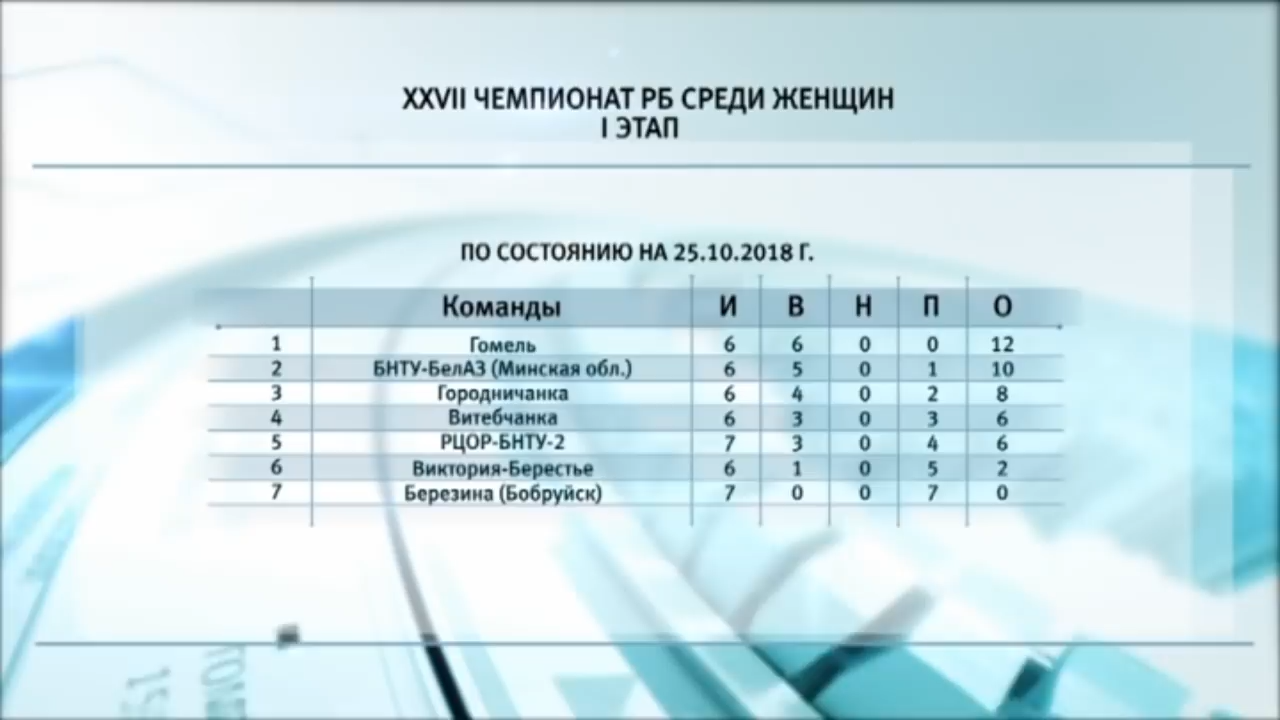 XXVII ЧЕМПИОНАТ РБ СРЕДИ ЖЕНЩИН
I ЭТАП
ПО СОСТОЯНИЮ НА 25.10.2018 Г.
Команды И В Н П О
1 Гомель 6 6 0 0 12
2 БНТУ-БелАЗ (Минская обл.) 6 5 0 1 10
3 Городничанка 6 4 0 2 8
4 Витебчанка 6 3 0 3 6
5 РЦОР-БНТУ-2 7 3 0 4 6
6 Виктория-Берестье 6 1 0 5 2
7 Березина (Бобруйск) 7 0 0 7 0